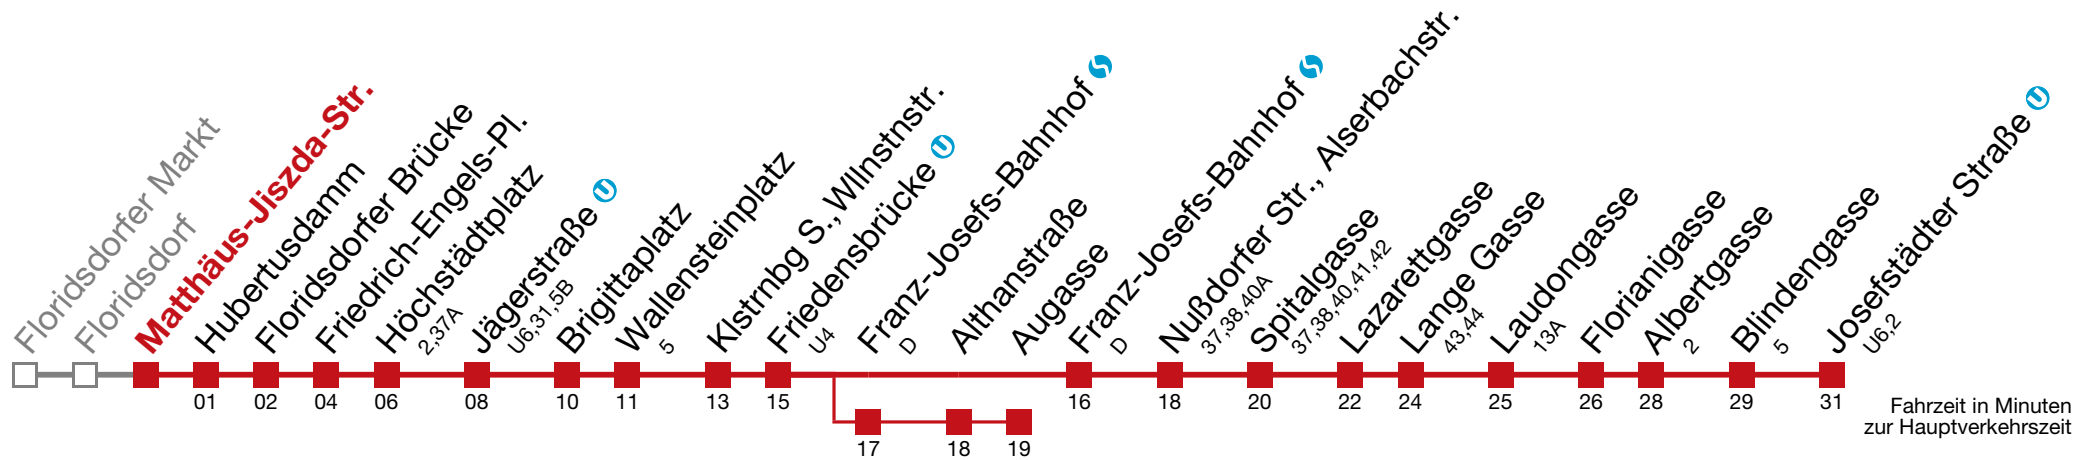 Floridsdorfer Markt
Floridsdorf
Matthäus-Jiszda-Str.
Hubertusdamm
01
Floridsdorfer Brücke
02
Friedrich-Engels-Pl.
04
Höchstädtplatz
2,37A
06
Jägerstraße U
U6,31,5B
08
Brigittaplatz
10
Wallensteinplatz
5
11
Klstrnbg S., Wllnstnstr.
13
Friedensbrücke U
U4
15
Franz-Josefs-Bahnhof S
D
17
Althanstraße
18
Augasse
19
Franz-Josefs-Bahnhof S
D
16
Nußdorfer Str., Alserbachstr.
37,38,40A
18
Spitalgasse
37,38,40,41,42
20
Lazarettgasse
22
Lange Gasse
43,44
24
Laudongasse
13A
25
Florianigasse
26
Albertgasse
2
28
Blindengasse
5
29
Josefstädter Straße U
U6,2
31
Fahrzeit in Minuten
zur Hauptverkehrszeit